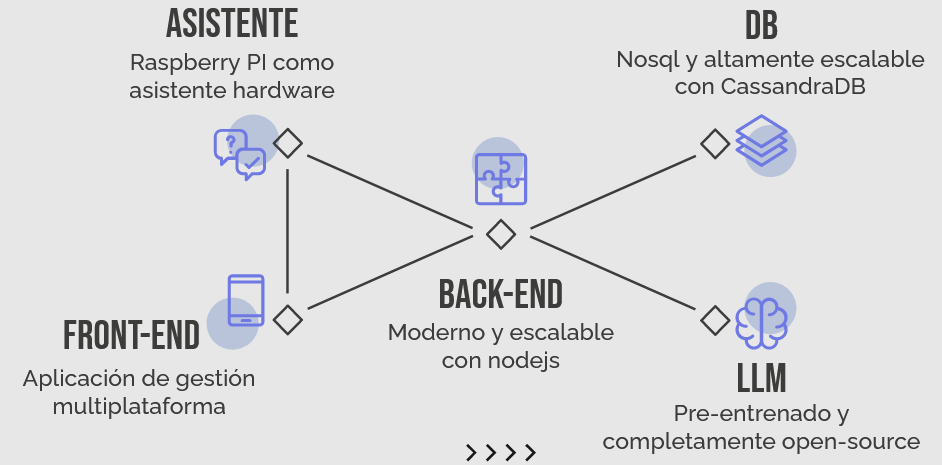 ASISTENTE
Raspberry PI como
asistente hardware
DB
Nosql y altamente escalable
con CassandraDB
FRONT-END
Aplicación de gestión
multiplataforma
BACK-END
Moderno y escalable
con nodejs
LLM
Pre-entrenado y
completamente open-source